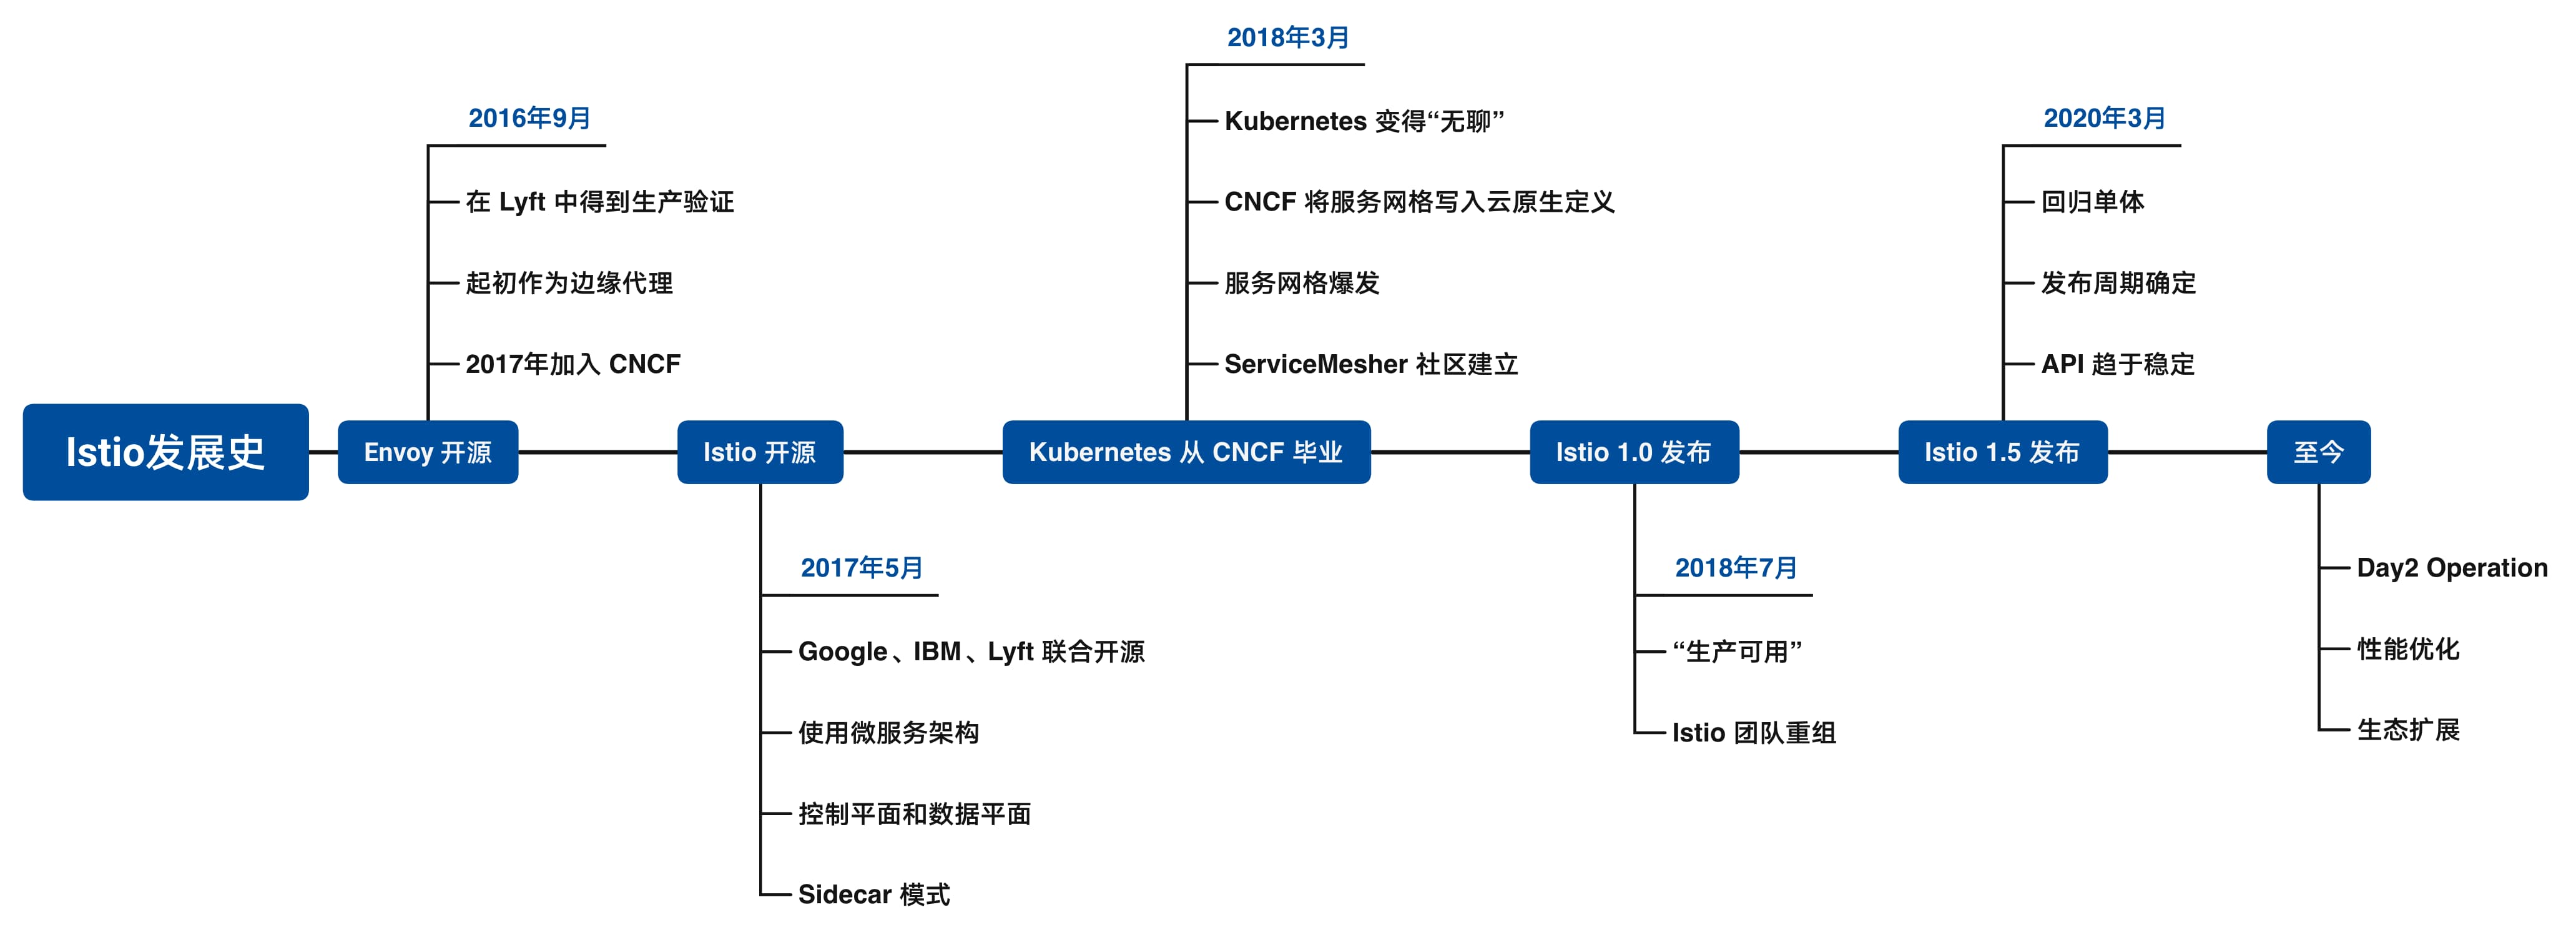 Istio发展史
Envoy 开源
2016年9月
在 Lyft 中得到生产验证
起初作为边缘代理
2017年加入 CNCF
Istio 开源
2017年5月
Google、IBM、Lyft 联合开源
使用微服务架构
控制平面和数据平面
Sidecar 模式
Kubernetes 从 CNCF 毕业
2018年3月
Kubernetes 变得“无聊”
CNCF 将服务网格写入云原生定义
服务网格爆发
ServiceMesher 社区建立
Istio 1.0 发布
2018年7月
“生产可用”
Istio 团队重组
Istio 1.5 发布
2020年3月
回归单体
发布周期确定
API 趋于稳定
至今
Day2 Operation
性能优化
生态扩展